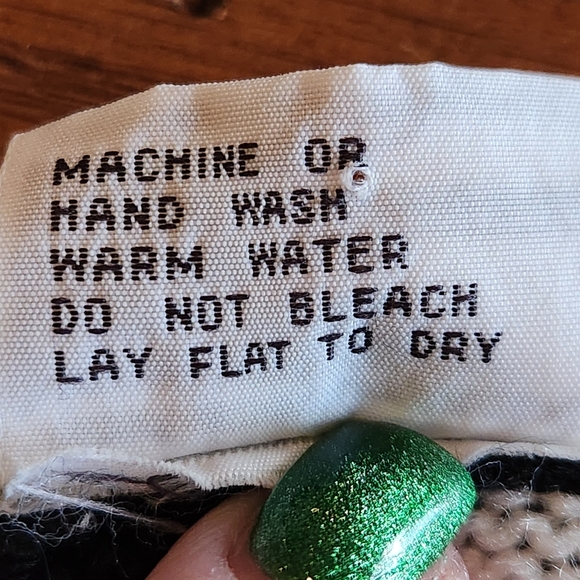 MACHINE OR
HAND WASH
WARM WATER
DO NOT BLEACH
LAY FLAT TO DRY